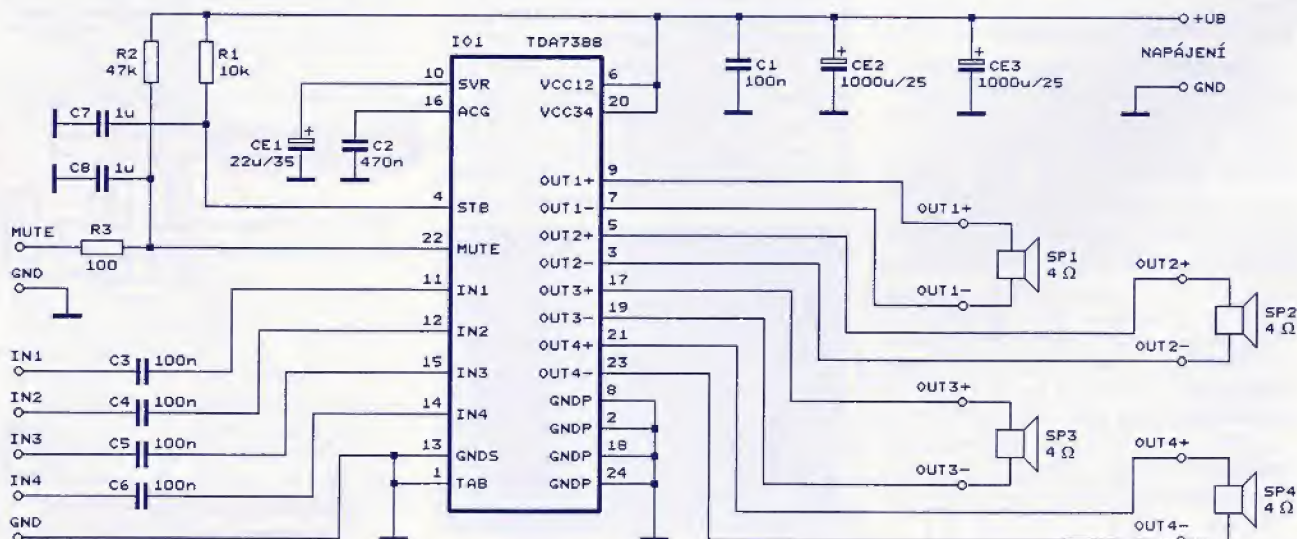 +UB
NAPÁJENÍ
GND
R2
47k
R1
10k
C7
1u
C8
1u
MUTE
R3
100
GND
IO1
TDA7388
10
SVR
16
ACG
CE1
22u/35
+
C2
470n
4
STB
22
MUTE
11
IN1
12
IN2
15
IN3
14
IN4
13
GNDS
1
TAB
IN1
C3
100n
IN2
C4
100n
IN3
C5
100n
IN4
C6
100n
GND
VCC12
6
VCC34
20
OUT1+
9
OUT1-
7
OUT2+
5
OUT2-
3
OUT3+
17
OUT3-
19
OUT4+
21
OUT4-
23
GNDP
8
GNDP
2
GNDP
18
GNDP
24
C1
100n
+
CE2
1000u/25
+
CE3
1000u/25
OUT1+
SP1
4 Ω
OUT1-
OUT2+
SP2
4 Ω
OUT2-
OUT3+
SP3
4 Ω
OUT3-
OUT4+
SP4
4 Ω
OUT4-